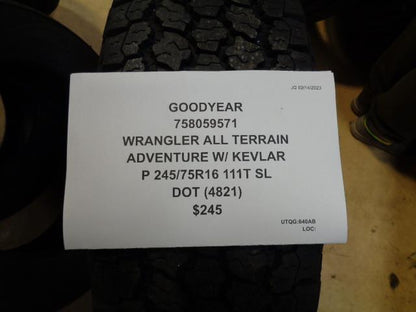 JG 02/14/2023
GOODYEAR
758059571
WRANGLER ALL TERRAIN
ADVENTURE W/ KEVLAR
P 245/75R16 111T SL
DOT (4821)
$245
UTQG:640AB
LOC: